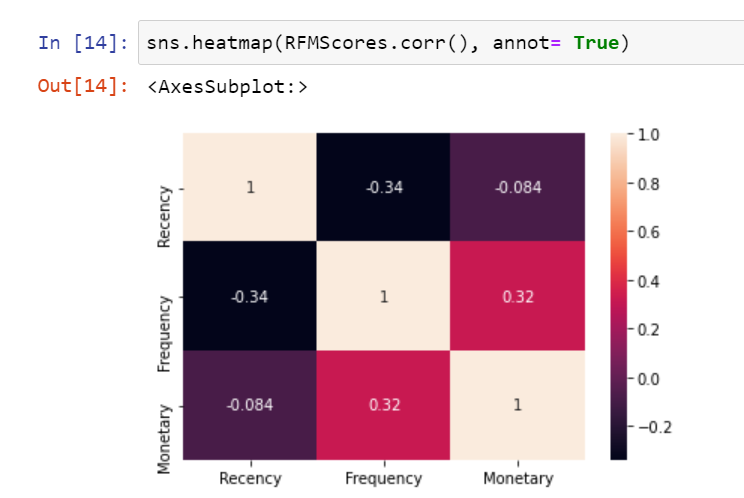 In [14]: sns.heatmap(RFMScores.corr(), annot= True)
Out[14]: <AxesSubplot:>
1.0
Recency 1 -0.34 -0.084
0.8
0.6
Frequency -0.34 1 0.32
0.4
0.2
Monetary -0.084 0.32 1
0.0
−0.2
Recency Frequency Monetary